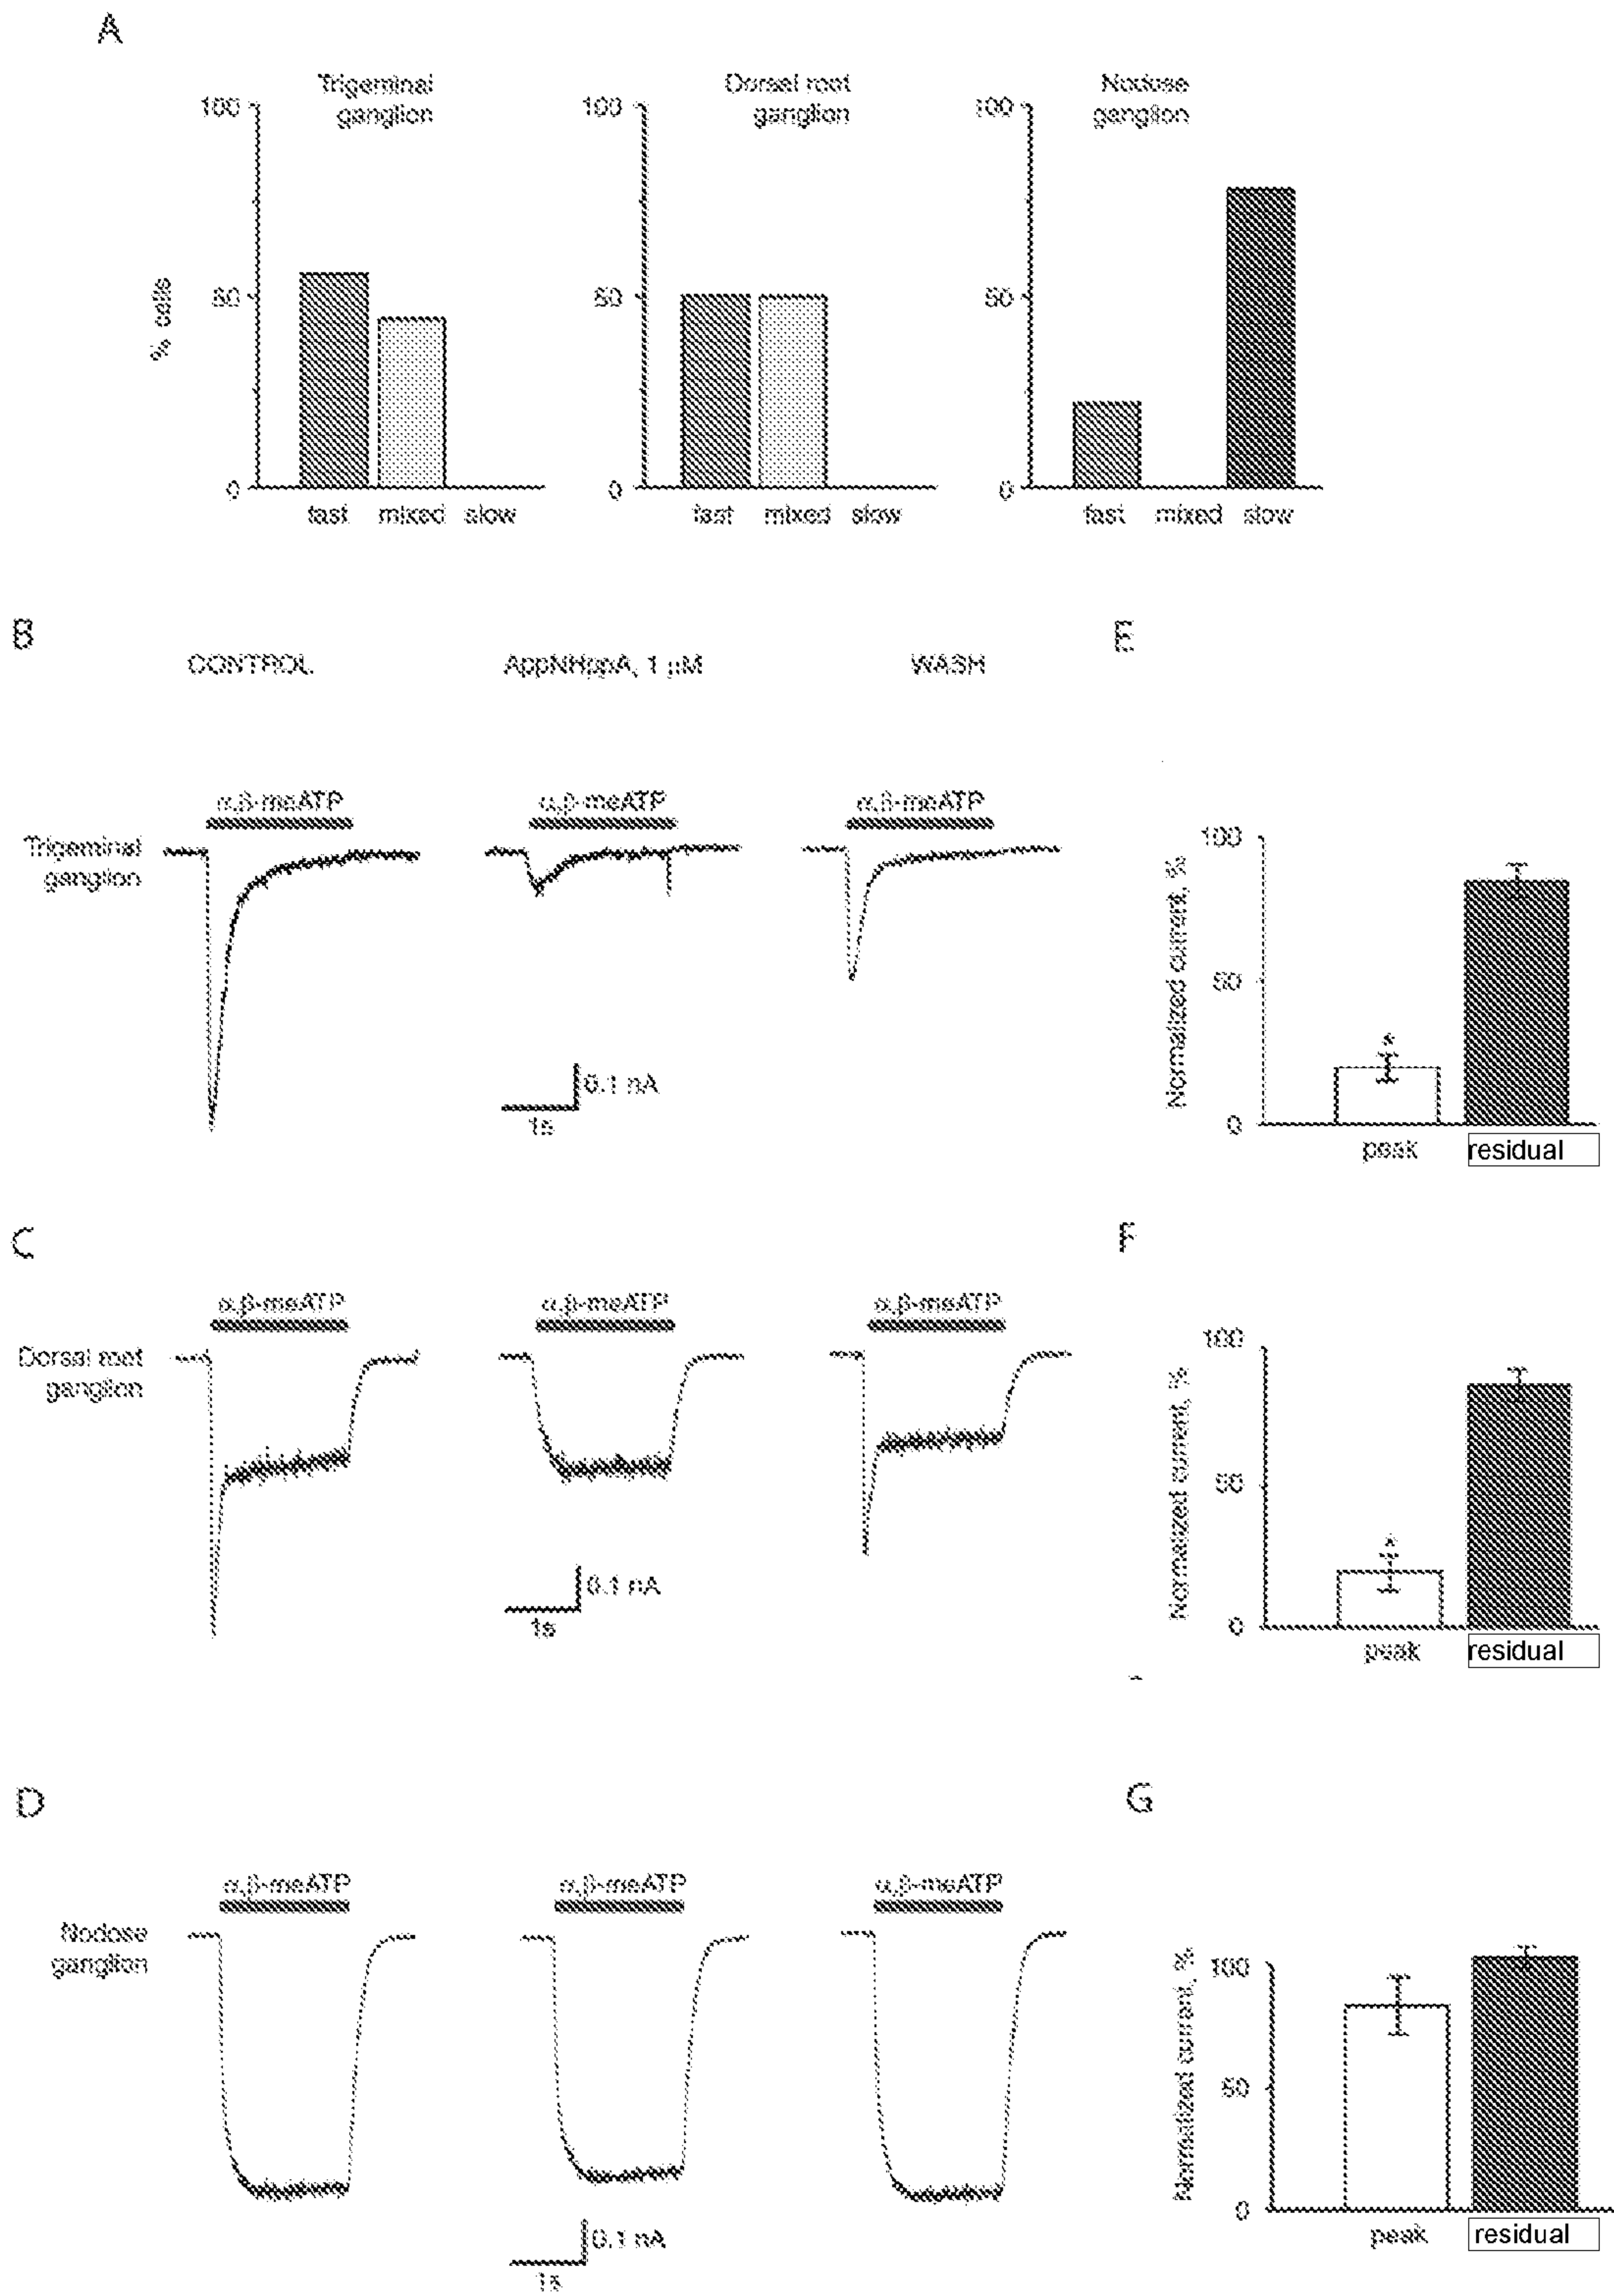 A
Trigeminal
ganglion
Dorsal root
ganglion
Nodose
ganglion
100
100
100
% cells
50
50
50
0
0
0
fast mixed slow
fast mixed slow
fast mixed slow
B
CONTROL
AppNHppA, 1 μM
WASH
E
α,β-meATP
α,β-meATP
α,β-meATP
Trigeminal
ganglion
0.1 nA
1s
Normalized current, %
100
50
0
*
peak
residual
C
F
α,β-meATP
α,β-meATP
α,β-meATP
Dorsal root
ganglion
0.1 nA
1s
Normalized current, %
100
50
0
*
peak
residual
D
G
α,β-meATP
α,β-meATP
α,β-meATP
Nodose
ganglion
0.1 nA
1s
Normalized current, %
100
50
0
peak
residual